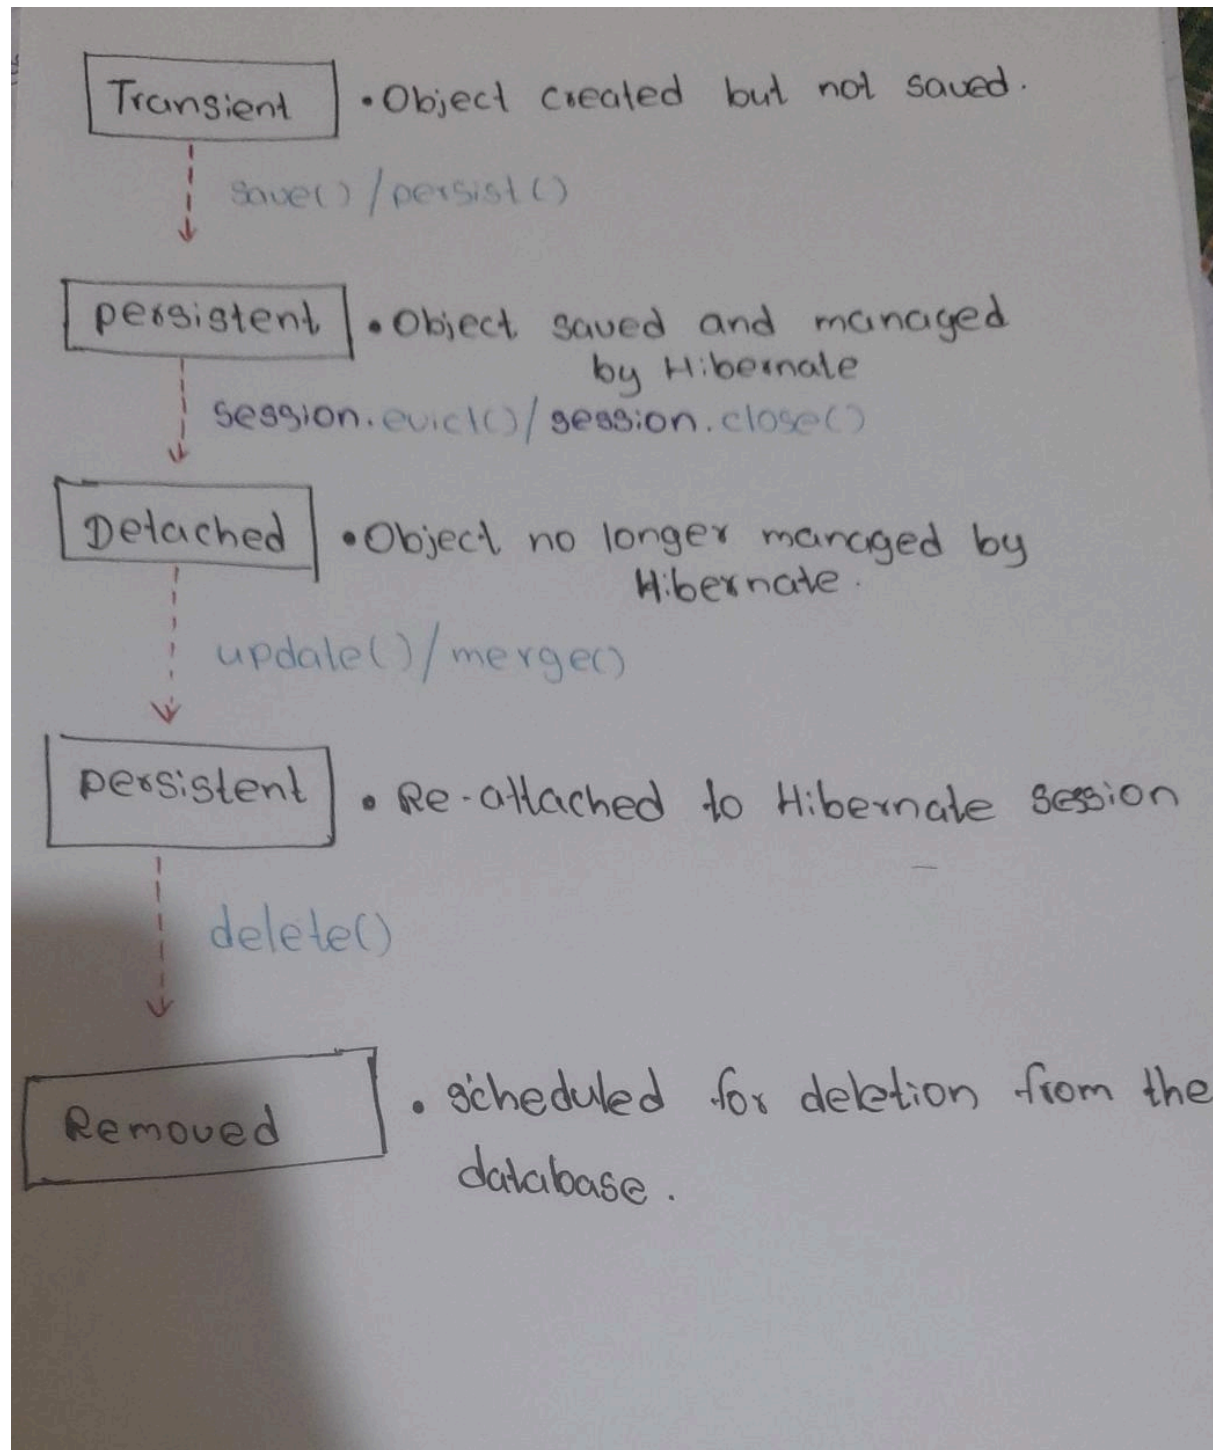 Transient • Object created but not saved.
save() / persist()
persistent • Object saved and managed
by Hibernate
session.evict() / session.close()
Detached • Object no longer managed by
Hibernate.
update() / merge()
persistent • Re-attached to Hibernate session
delete()
Removed • scheduled for deletion from the
database.